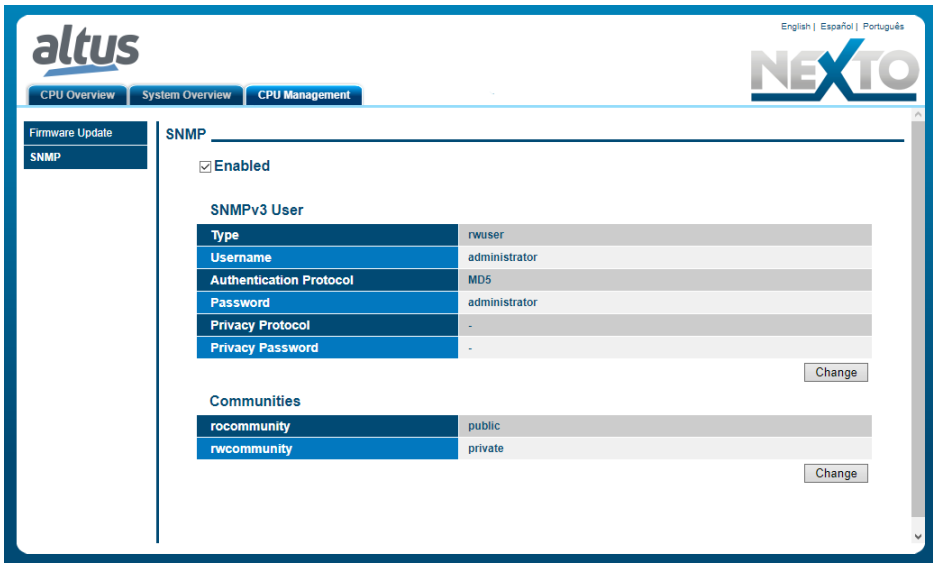 English | Español | Português
altus
NEXTO
CPU Overview System Overview CPU Management
Firmware Update
SNMP
SNMP
Enabled
SNMPv3 User
Type rwuser
Username administrator
Authentication Protocol MD5
Password administrator
Privacy Protocol -
Privacy Password -
Change
Communities
rocommunity public
rwcommunity private
Change